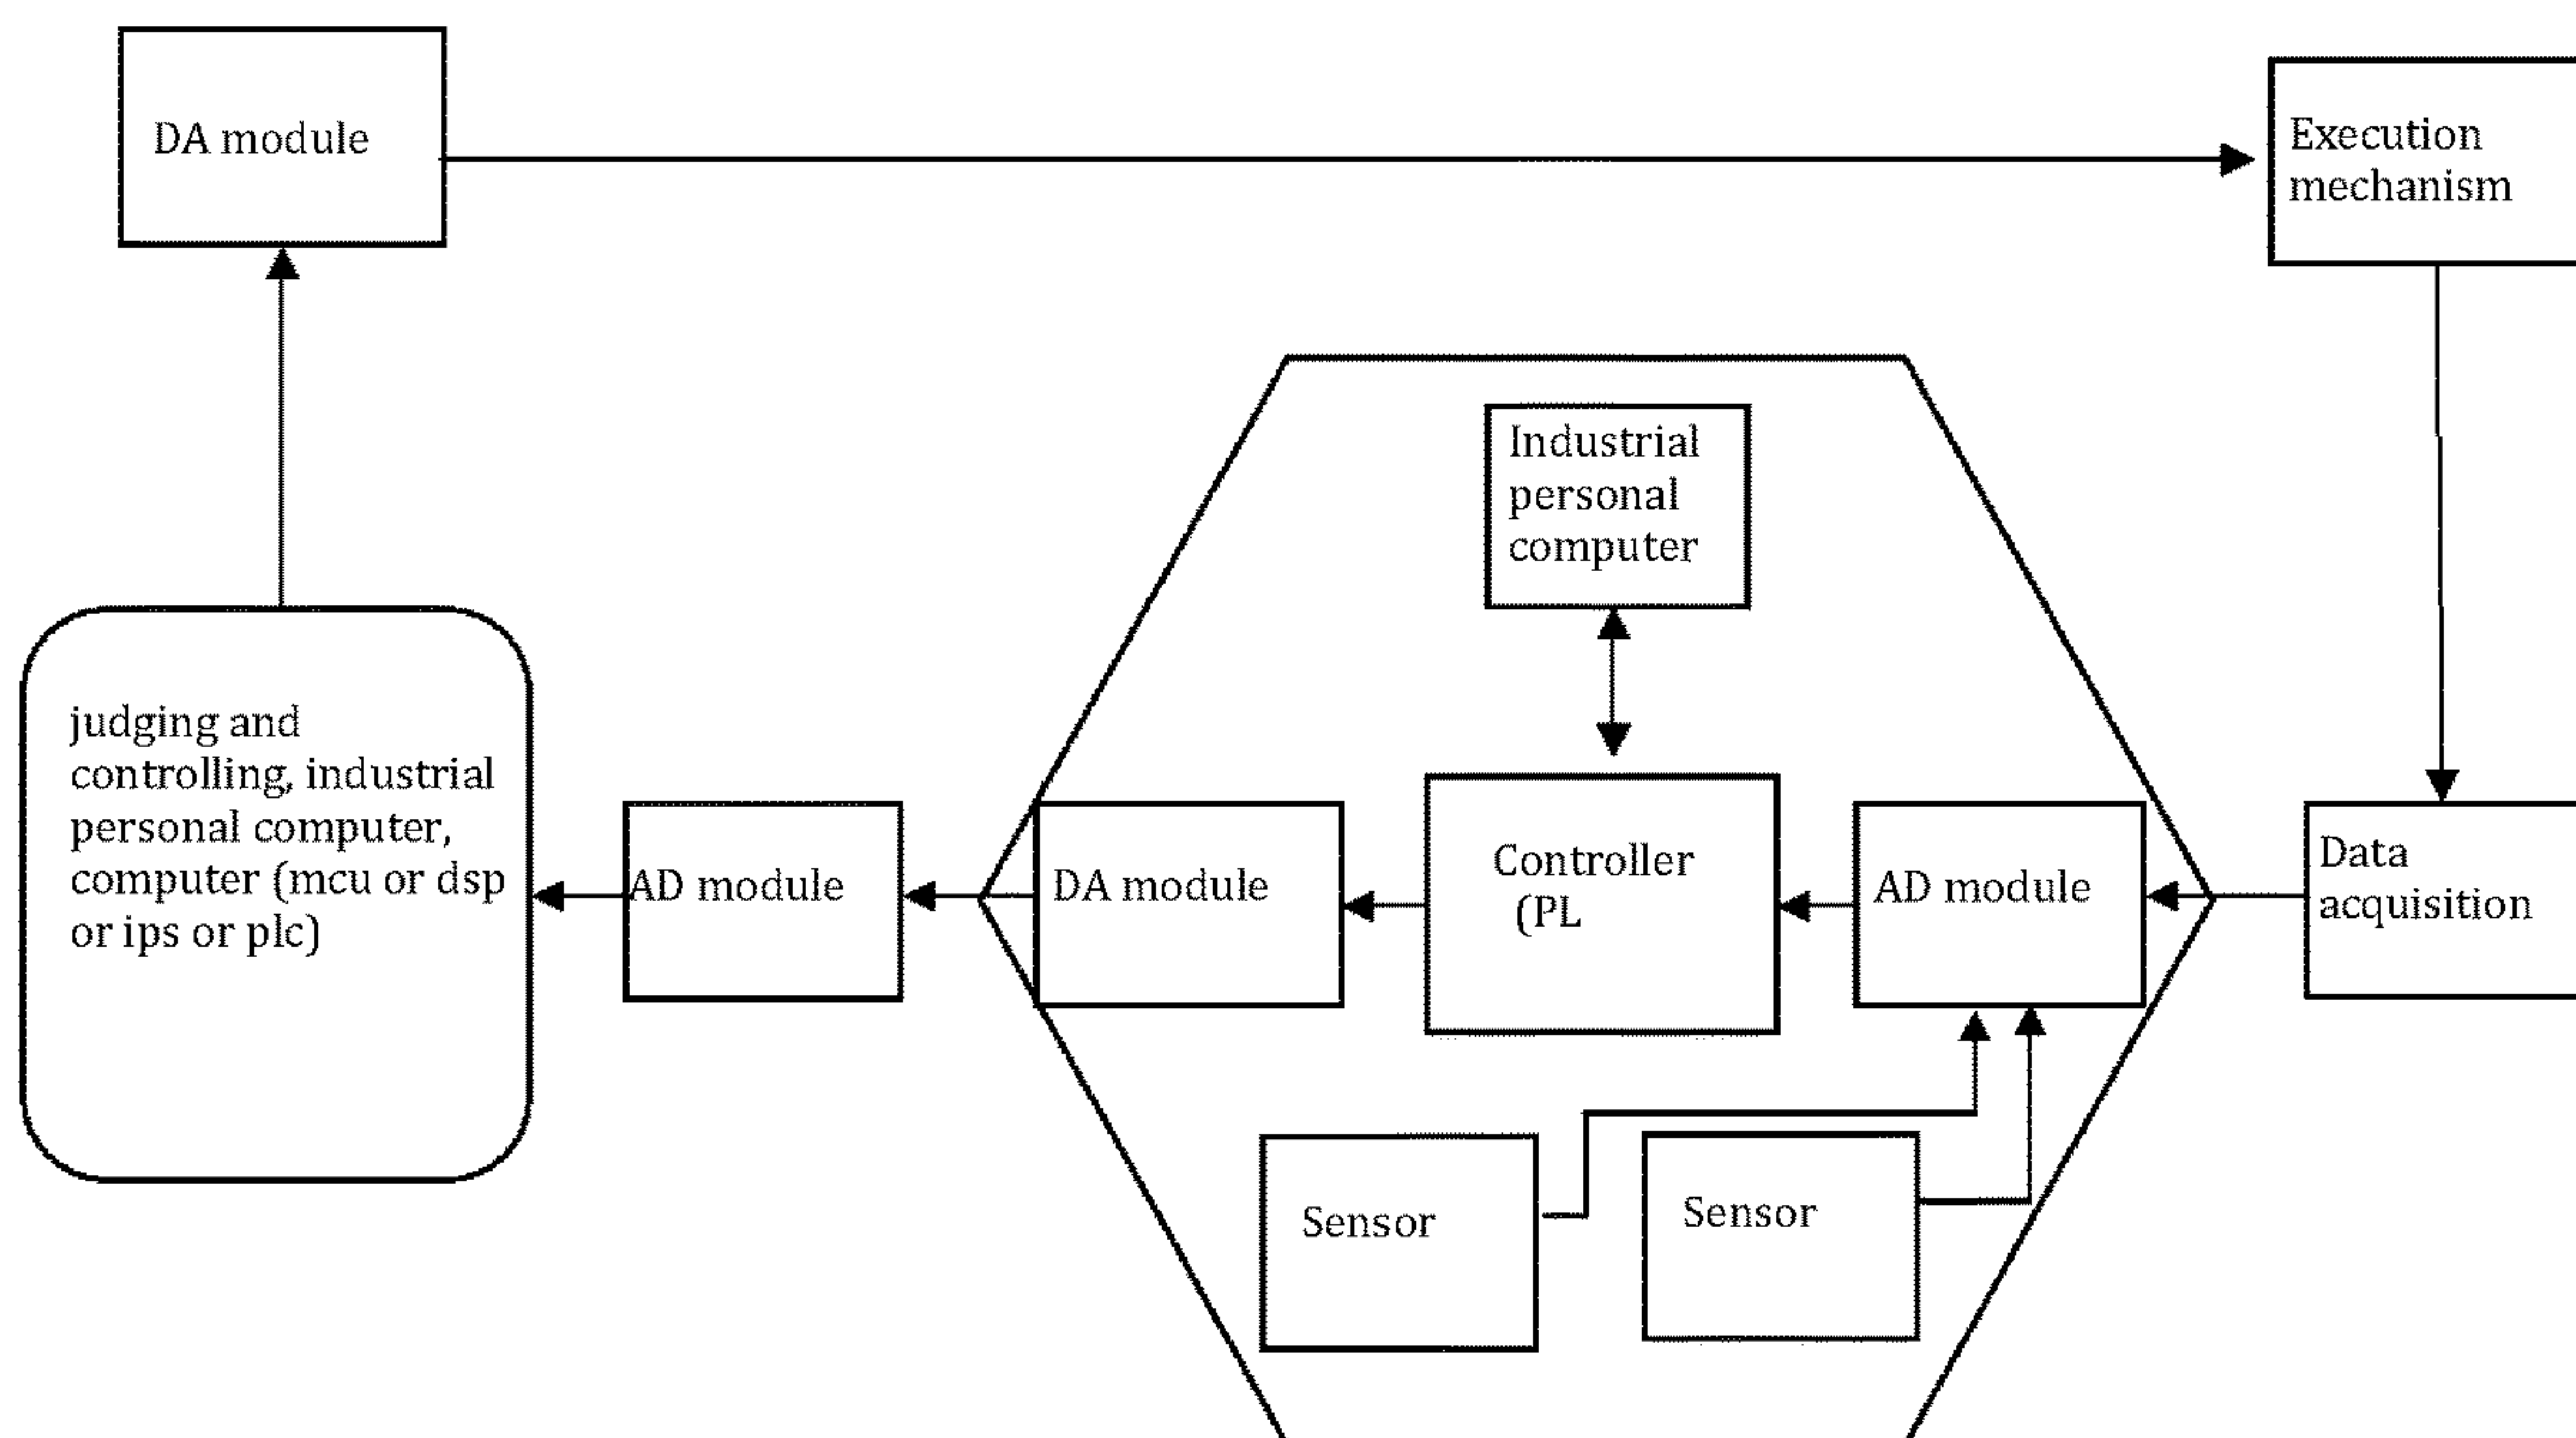 DA module
Execution
mechanism
Industrial
personal
computer
judging and
controlling, industrial
personal computer,
computer (mcu or dsp
or ips or plc)
AD module
DA module
Controller
(PL
AD module
Data
acquisition
Sensor
Sensor